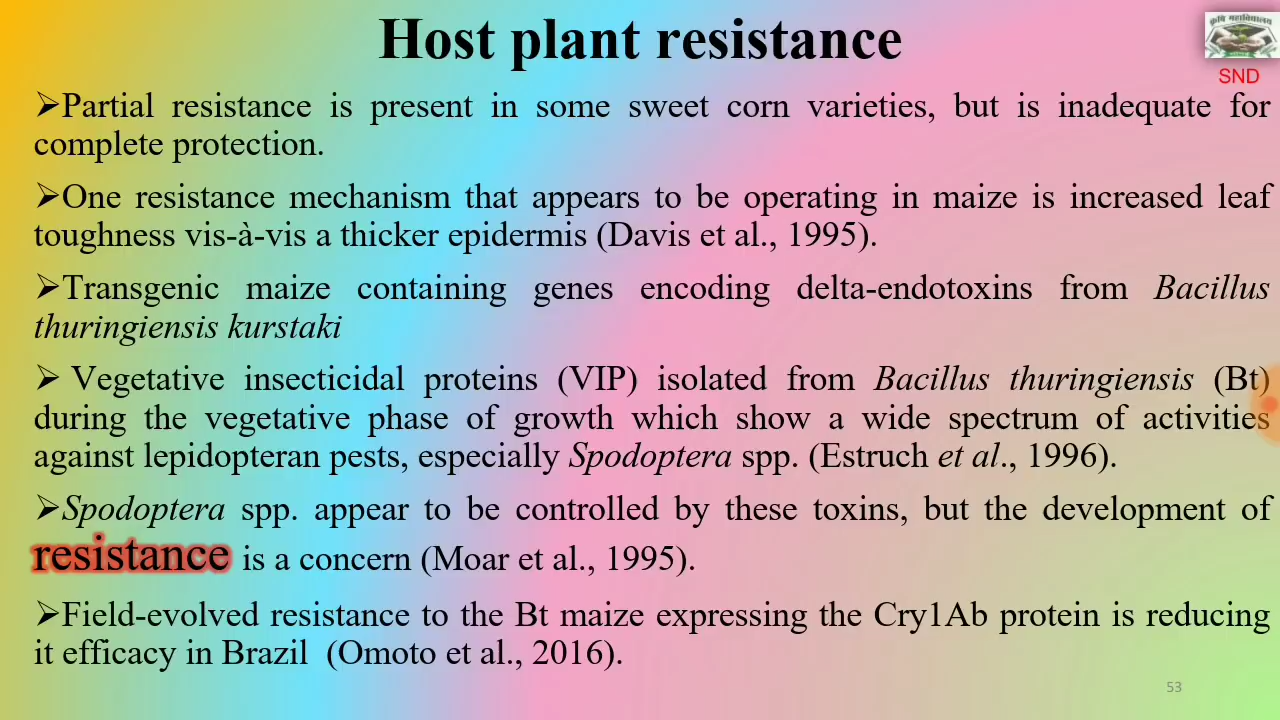 Host plant resistance
कृषि महाविद्यालय
SND
➢Partial resistance is present in some sweet corn varieties, but is inadequate for
complete protection.
➢One resistance mechanism that appears to be operating in maize is increased leaf
toughness vis-à-vis a thicker epidermis (Davis et al., 1995).
➢Transgenic maize containing genes encoding delta-endotoxins from Bacillus
thuringiensis kurstaki
➢ Vegetative insecticidal proteins (VIP) isolated from Bacillus thuringiensis (Bt)
during the vegetative phase of growth which show a wide spectrum of activities
against lepidopteran pests, especially Spodoptera spp. (Estruch et al., 1996).
➢Spodoptera spp. appear to be controlled by these toxins, but the development of
resistance is a concern (Moar et al., 1995).
➢Field-evolved resistance to the Bt maize expressing the Cry1Ab protein is reducing
it efficacy in Brazil (Omoto et al., 2016).
53